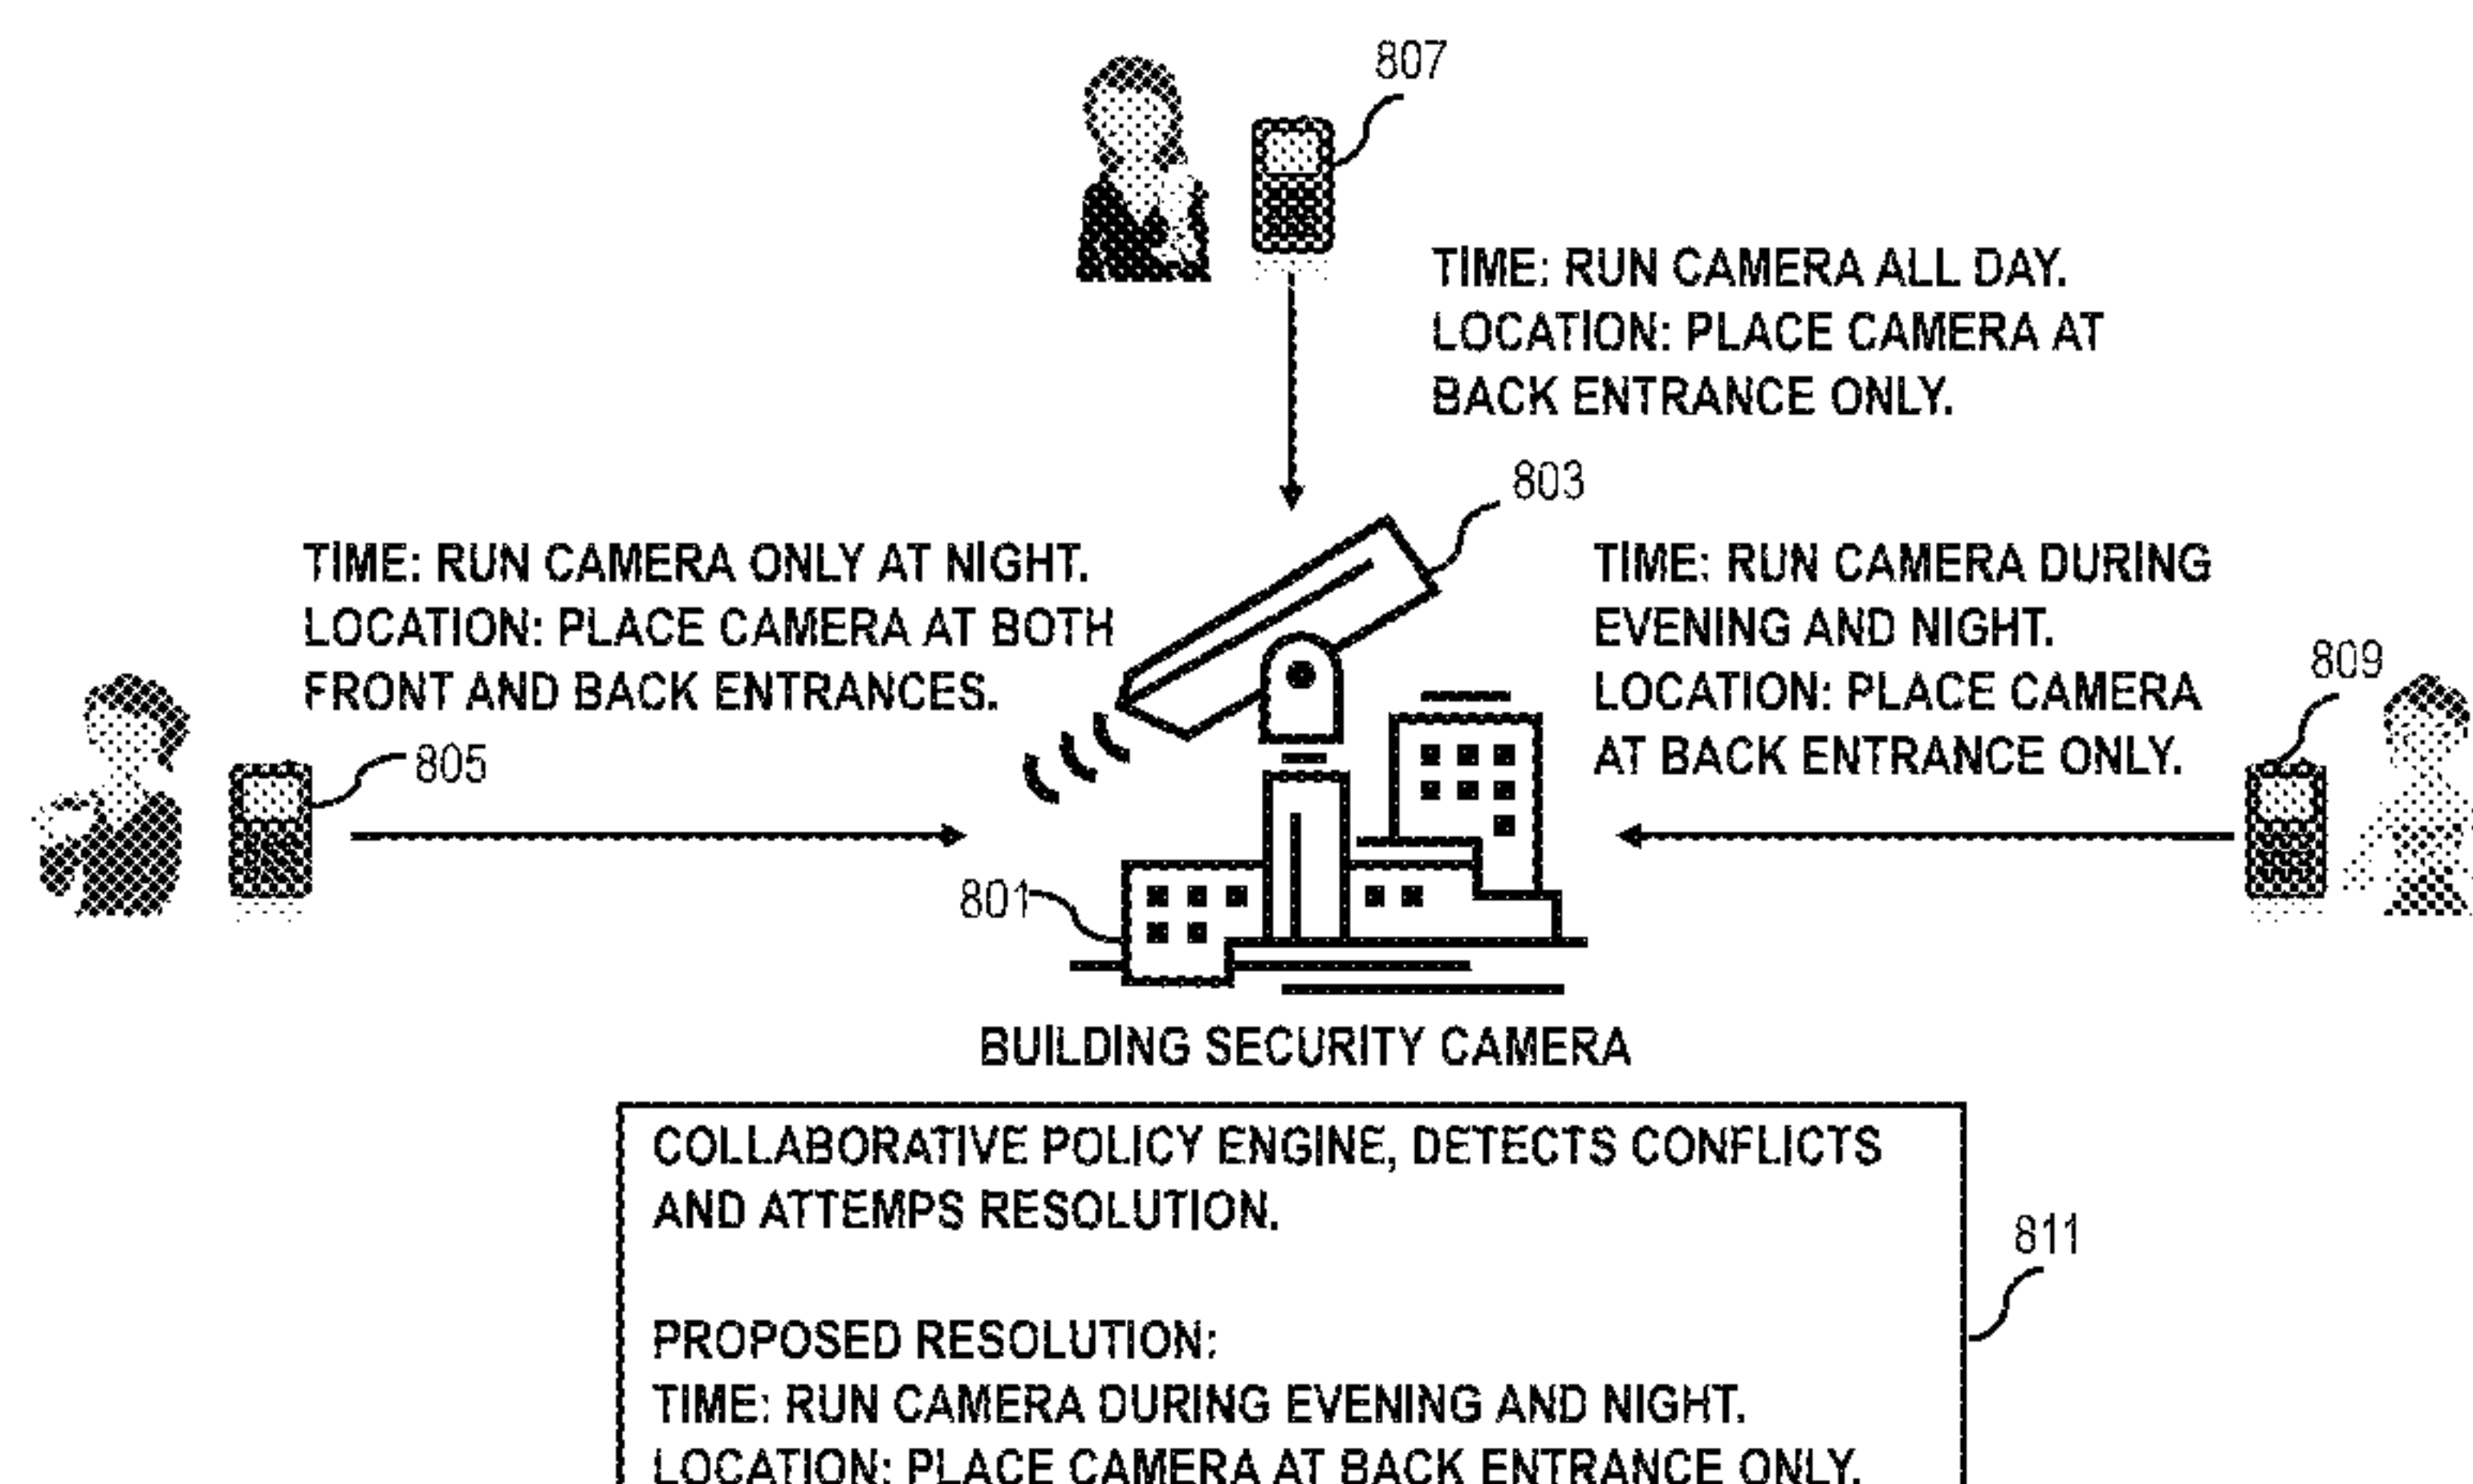 807
TIME: RUN CAMERA ALL DAY.
LOCATION: PLACE CAMERA AT
BACK ENTRANCE ONLY.
803
TIME: RUN CAMERA ONLY AT NIGHT.
LOCATION: PLACE CAMERA AT BOTH
FRONT AND BACK ENTRANCES.
805
TIME: RUN CAMERA DURING
EVENING AND NIGHT.
LOCATION: PLACE CAMERA
AT BACK ENTRANCE ONLY.
809
801
BUILDING SECURITY CAMERA
COLLABORATIVE POLICY ENGINE, DETECTS CONFLICTS
AND ATTEMPS RESOLUTION.
811
PROPOSED RESOLUTION:
TIME: RUN CAMERA DURING EVENING AND NIGHT.
LOCATION: PLACE CAMERA AT BACK ENTRANCE ONLY.